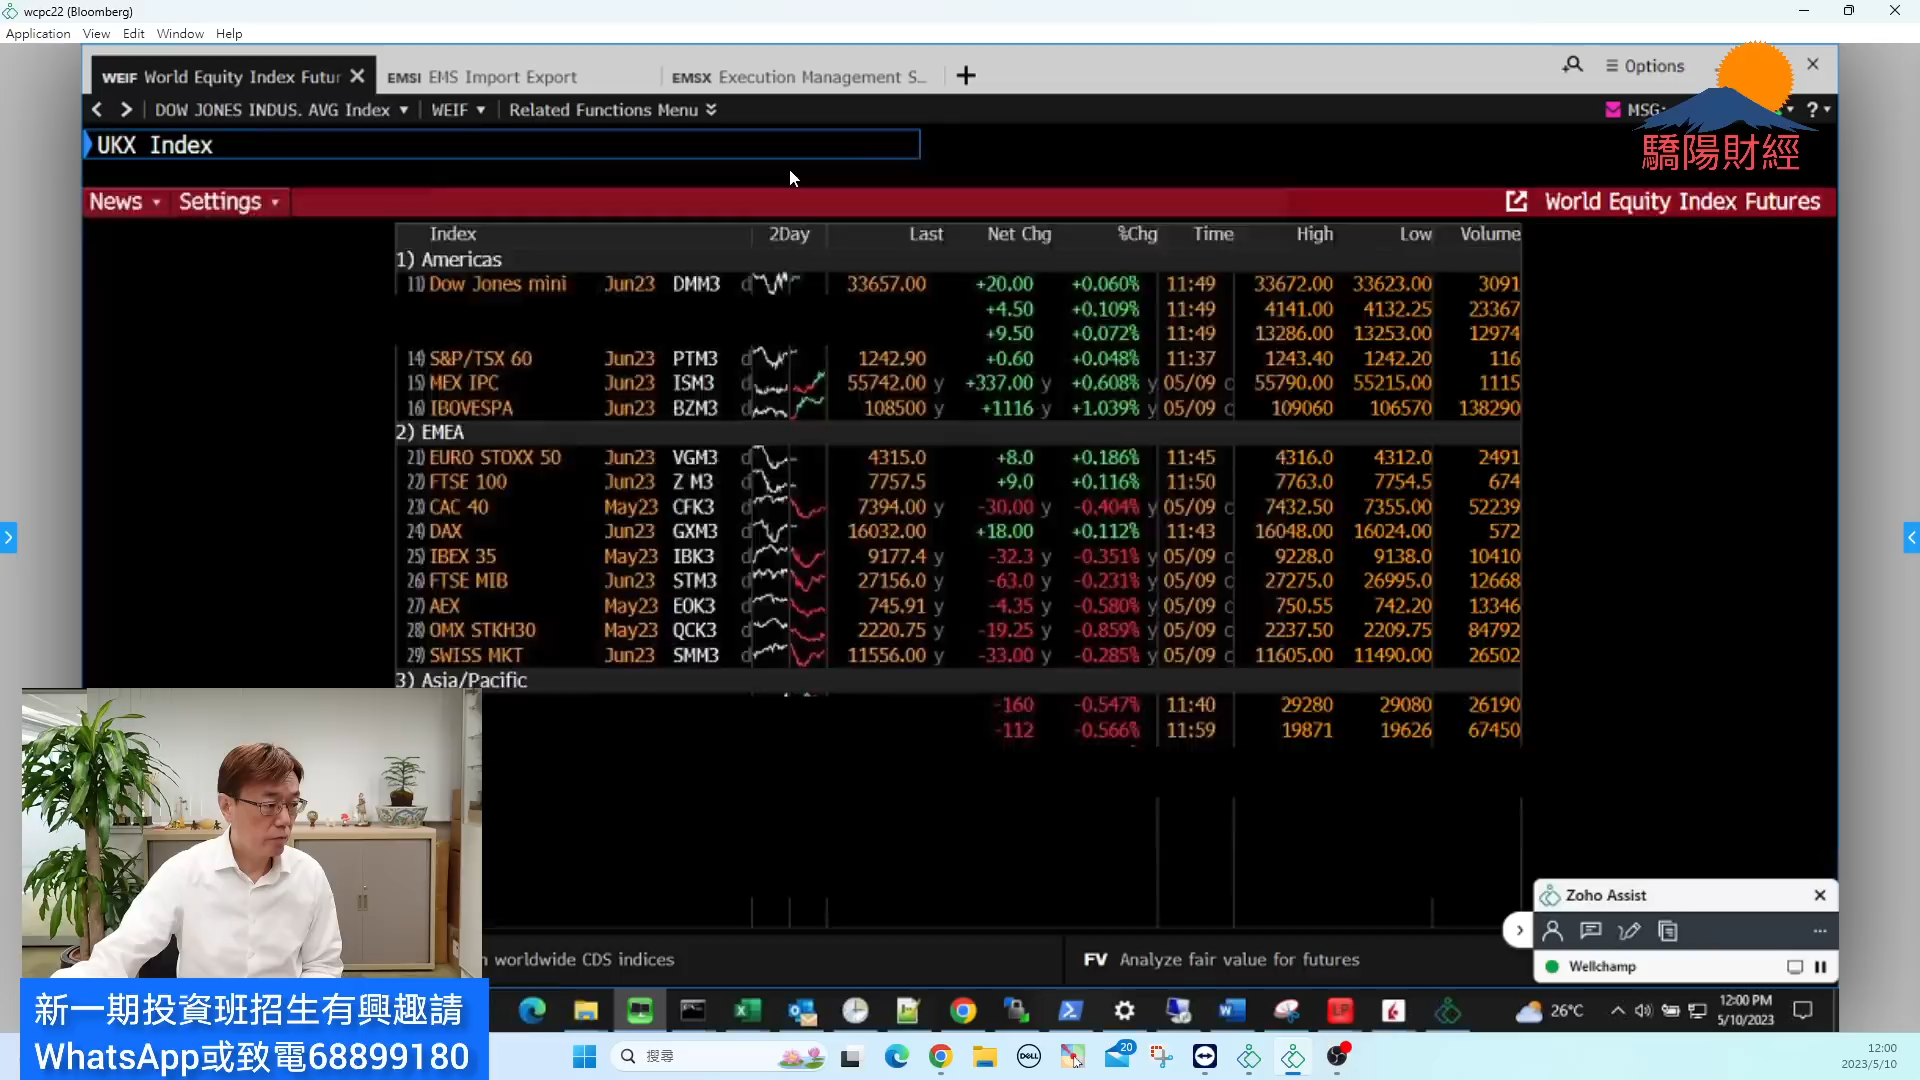 wcpc22 (Bloomberg)
Application View Edit Window Help
WEIF World Equity Index Futur
EMSI EMS Import Export
EMSX Execution Management S...
Options
DOW JONES INDUS. AVG Index WEIF Related Functions Menu
MSG:
驕陽財經
UKX Index
News Settings World Equity Index Futures
Index 2Day Last Net Chg %Chg Time High Low Volume
1) Americas
11) Dow Jones mini Jun23 DMM3 d 33657.00 +20.00 +0.060% 11:49 33672.00 33623.00 3091
+4.50 +0.109% 11:49 4141.00 4132.25 23367
+9.50 +0.072% 11:49 13286.00 13253.00 12974
14) S&P/TSX 60 Jun23 PTM3 d 1242.90 +0.60 +0.048% 11:37 1243.40 1242.20 116
15) MEX IPC Jun23 ISM3 d 55742.00 y +337.00 y +0.608% y 05/09 c 55790.00 55215.00 1115
16) IBOVESPA Jun23 BZM3 d 108500 y +1116 y +1.039% y 05/09 c 109060 106570 138290
2) EMEA
21) EURO STOXX 50 Jun23 VGM3 d 4315.0 +8.0 +0.186% 11:45 4316.0 4312.0 2491
22) FTSE 100 Jun23 Z M3 d 7757.5 +9.0 +0.116% 11:50 7763.0 7754.5 674
23) CAC 40 May23 CFK3 d 7394.00 y -30.00 y -0.404% y 05/09 c 7432.50 7355.00 52239
24) DAX Jun23 GXM3 d 16032.00 +18.00 +0.112% 11:43 16048.00 16024.00 572
25) IBEX 35 May23 IBK3 d 9177.4 y -32.3 y -0.351% y 05/09 c 9228.0 9138.0 10410
26) FTSE MIB Jun23 STM3 d 27156.0 y -63.0 y -0.231% y 05/09 c 27275.0 26995.0 12668
27) AEX May23 EOK3 d 745.91 y -4.35 y -0.580% y 05/09 c 750.55 742.20 13346
28) OMX STKH30 May23 QCK3 d 2220.75 y -19.25 y -0.859% y 05/09 c 2237.50 2209.75 84792
29) SWISS MKT Jun23 SMM3 d 11556.00 y -33.00 y -0.285% y 05/09 c 11605.00 11490.00 26502
3) Asia/Pacific
-160 -0.547% 11:40 29280 29080 26190
-112 -0.566% 11:59 19871 19626 67450
worldwide CDS indices
FV Analyze fair value for futures
Zoho Assist
Wellchamp
新一期投資班招生有興趣請
WhatsApp或致電68899180
26°C
12:00 PM
5/10/2023
搜尋
20
12:00
2023/5/10